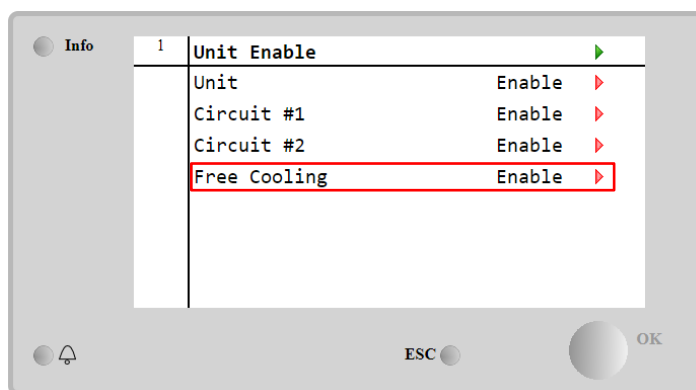 Info
1 Unit Enable
Unit Enable
Circuit #1 Enable
Circuit #2 Enable
Free Cooling Enable
OK
ESC